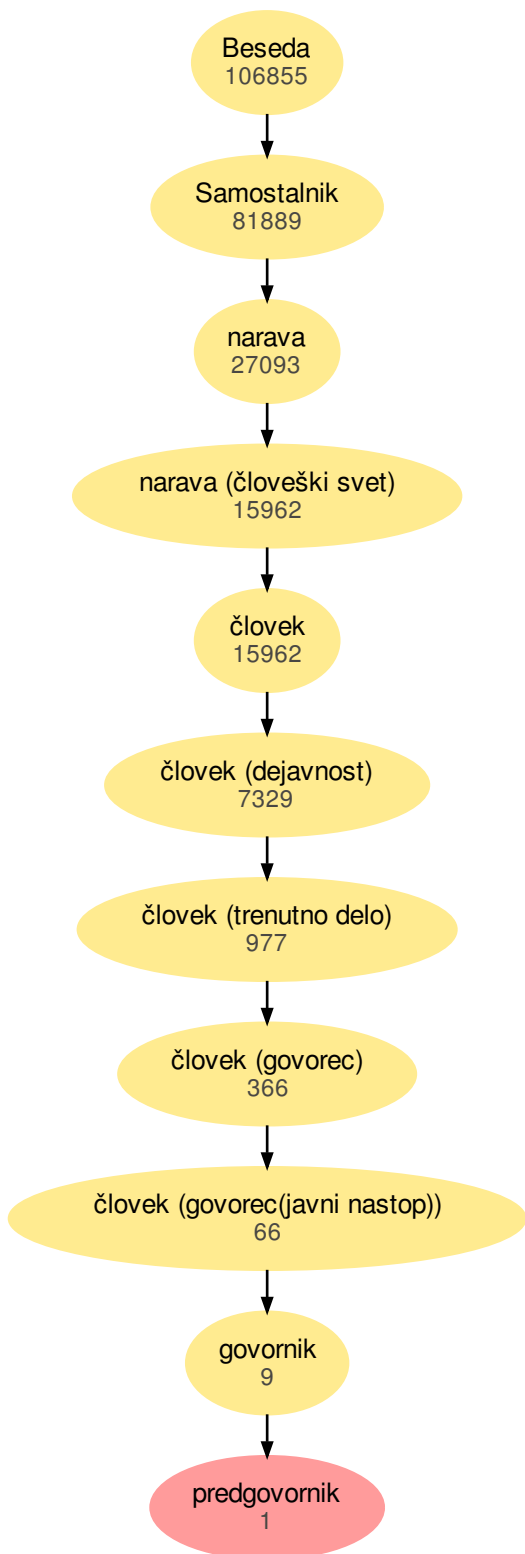 Beseda
106855
Samostalnik
81889
narava
27093
narava (človeški svet)
15962
človek
15962
človek (dejavnost)
7329
človek (trenutno delo)
977
človek (govorec)
366
človek (govorec(javni nastop))
66
govornik
9
predgovornik
1